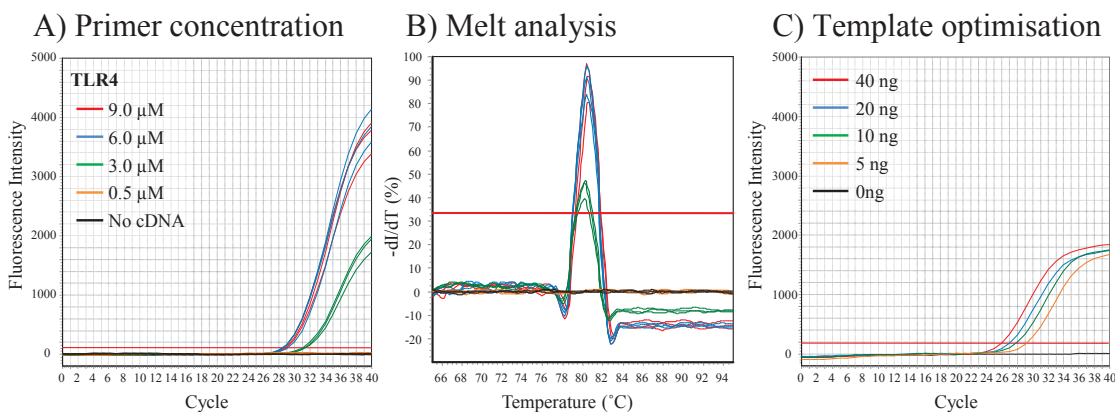 A) Primer concentration
5000
4000
3000
2000
1000
0
Fluorescence Intensity
TLR4
9.0 µM
6.0 µM
3.0 µM
0.5 µM
No cDNA
0 2 4 6 8 10 12 14 16 18 20 22 24 26 28 30 32 34 36 38 40
Cycle
B) Melt analysis
100
90
80
70
60
50
40
30
20
10
0
-10
-20
-dI/dT (%)
66 68 70 72 74 76 78 80 82 84 86 88 90 92 94
Temperature (˚C)
C) Template optimisation
5000
4000
3000
2000
1000
0
Fluorescence Intensity
40 ng
20 ng
10 ng
5 ng
0ng
0 2 4 6 8 10 12 14 16 18 20 22 24 26 28 30 32 34 36 38 40
Cycle